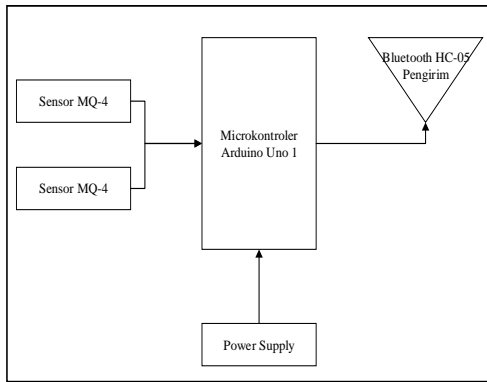 Sensor MQ-4
Sensor MQ-4
Microkontroler
Arduino Uno 1
Bluetooth HC-05
Pengirim
Power Supply